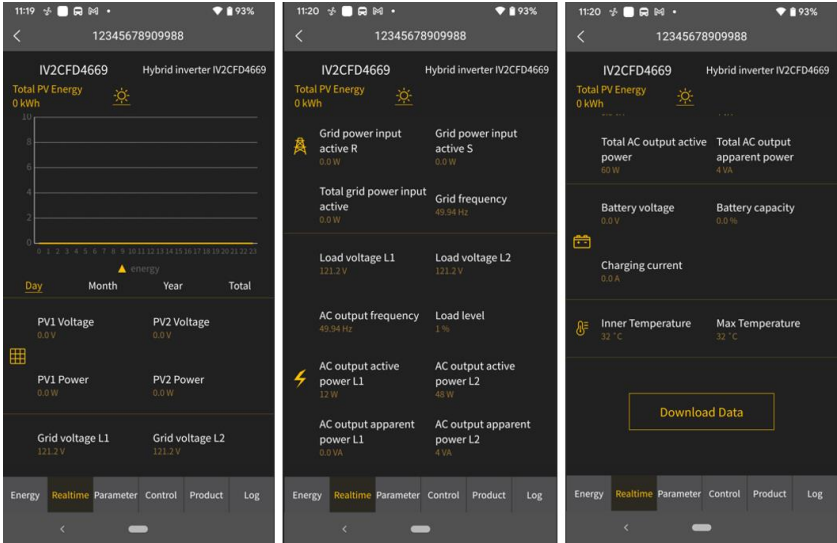 11:19
93%
12345678909988
IV2CFD4669
Hybrid inverter IV2CFD4669
Total PV Energy
0 kWh
10
8
6
4
2
0
0 1 2 3 4 5 6 7 8 9 10 11 12 13 14 15 16 17 18 19 20 21 22 23
energy
Day Month Year Total
PV1 Voltage PV2 Voltage
0.0 V 0.0 V
PV1 Power PV2 Power
0.0 W 0.0 W
Grid voltage L1 Grid voltage L2
121.2 V 121.2 V
Energy Realtime Parameter Control Product Log
11:20
93%
12345678909988
IV2CFD4669
Hybrid inverter IV2CFD4669
Total PV Energy
0 kWh
Grid power input Grid power input
active R active S
0.0 W 0.0 W
Total grid power input
active
0.0 W
Grid frequency
49.94 Hz
Load voltage L1 Load voltage L2
121.2 V 121.2 V
AC output frequency Load level
49.94 Hz 1 %
AC output active AC output active
power L1 power L2
12 W 48 W
AC output apparent AC output apparent
power L1 power L2
0.0 VA 4 VA
Energy Realtime Parameter Control Product Log
11:20
93%
12345678909988
IV2CFD4669
Hybrid inverter IV2CFD4669
Total PV Energy
0 kWh
Total AC output active Total AC output
power apparent power
60 W 4 VA
Battery voltage Battery capacity
0.0 V 0.0 %
Charging current
0.0 A
Inner Temperature Max Temperature
32 °C 32 °C
Download Data
Energy Realtime Parameter Control Product Log